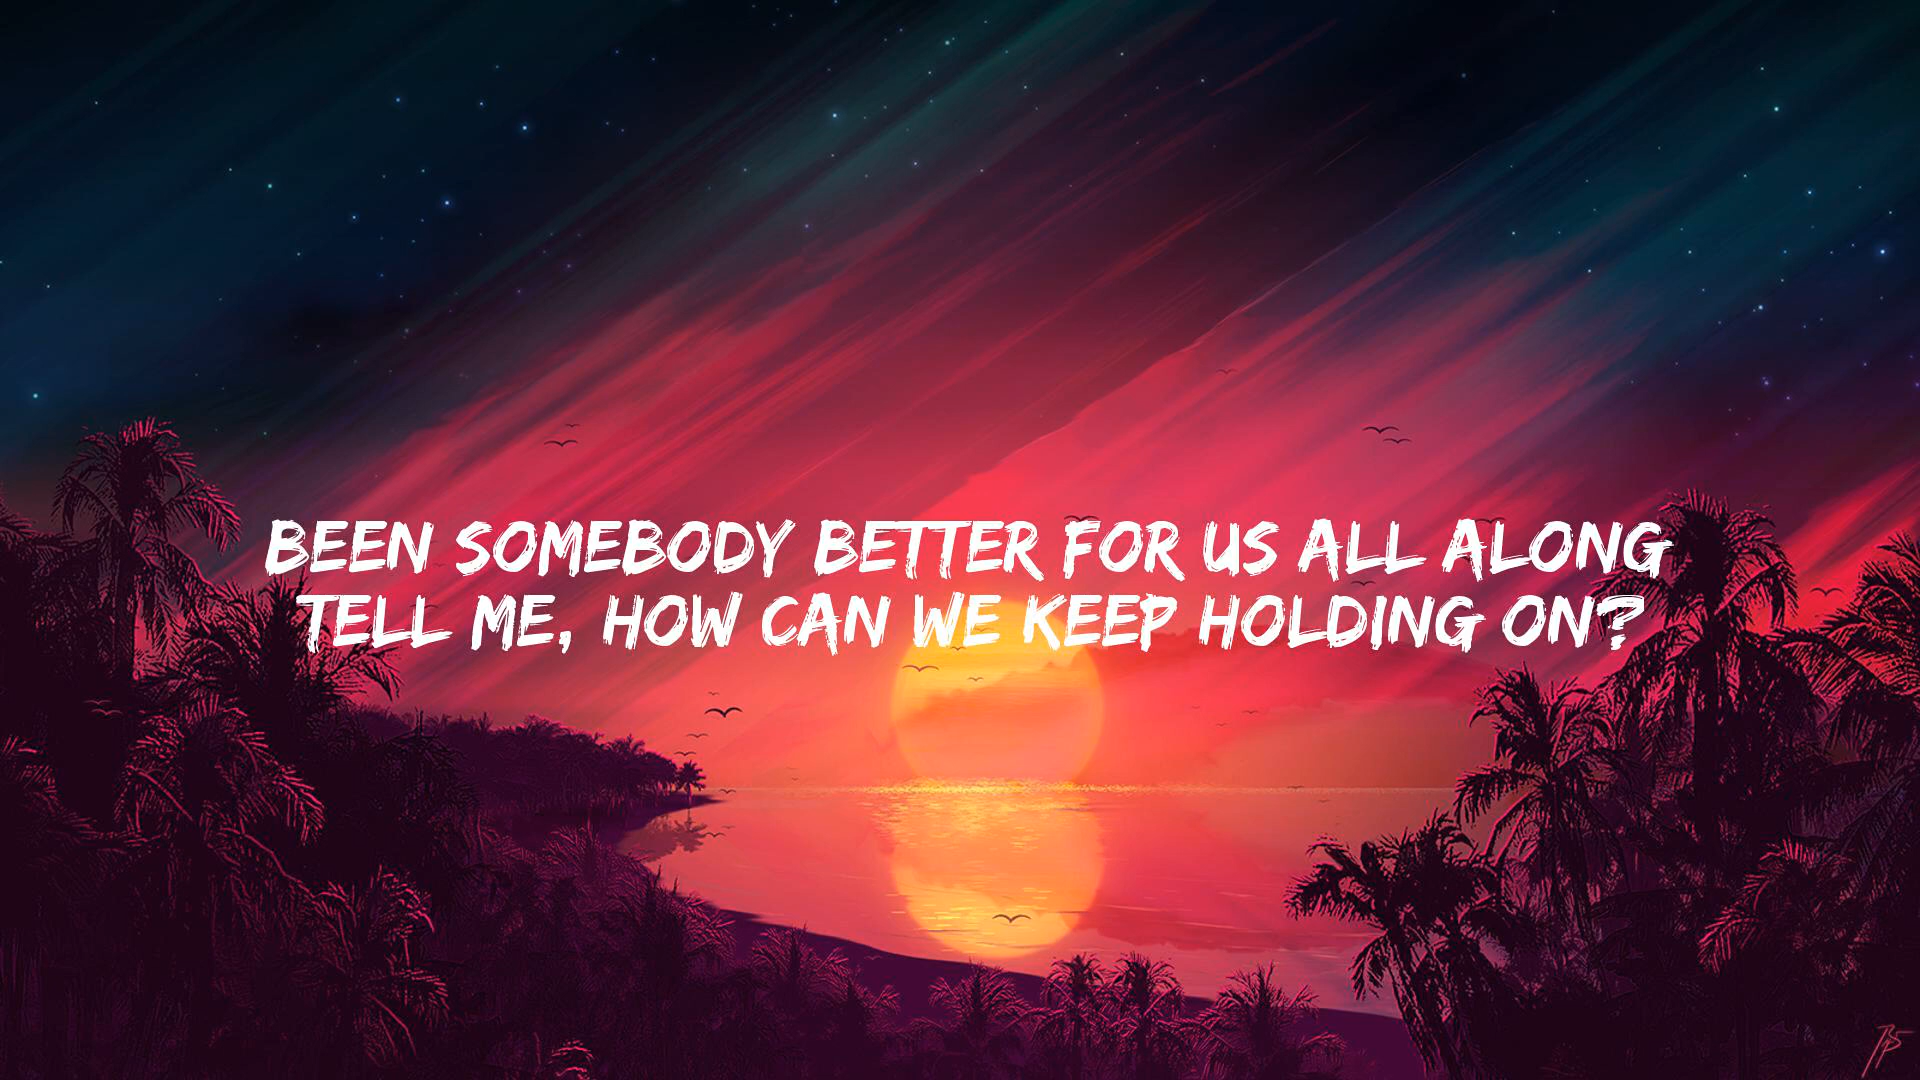 BEEN SOMEBODY BETTER FOR US ALL ALONG
TELL ME, HOW CAN WE KEEP HOLDING ON?